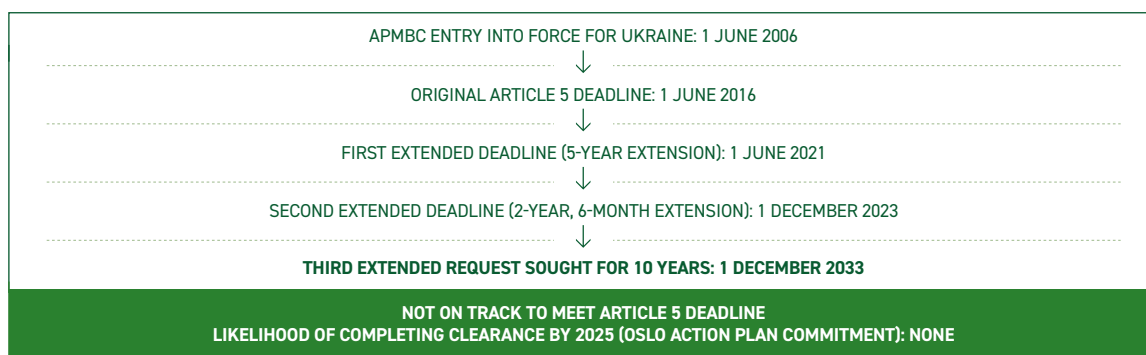 APMBC ENTRY INTO FORCE FOR UKRAINE: 1 JUNE 2006
ORIGINAL ARTICLE 5 DEADLINE: 1 JUNE 2016
FIRST EXTENDED DEADLINE (5-YEAR EXTENSION): 1 JUNE 2021
SECOND EXTENDED DEADLINE (2-YEAR, 6-MONTH EXTENSION): 1 DECEMBER 2023
THIRD EXTENDED REQUEST SOUGHT FOR 10 YEARS: 1 DECEMBER 2033
NOT ON TRACK TO MEET ARTICLE 5 DEADLINE
LIKELIHOOD OF COMPLETING CLEARANCE BY 2025 (OSLO ACTION PLAN COMMITMENT): NONE